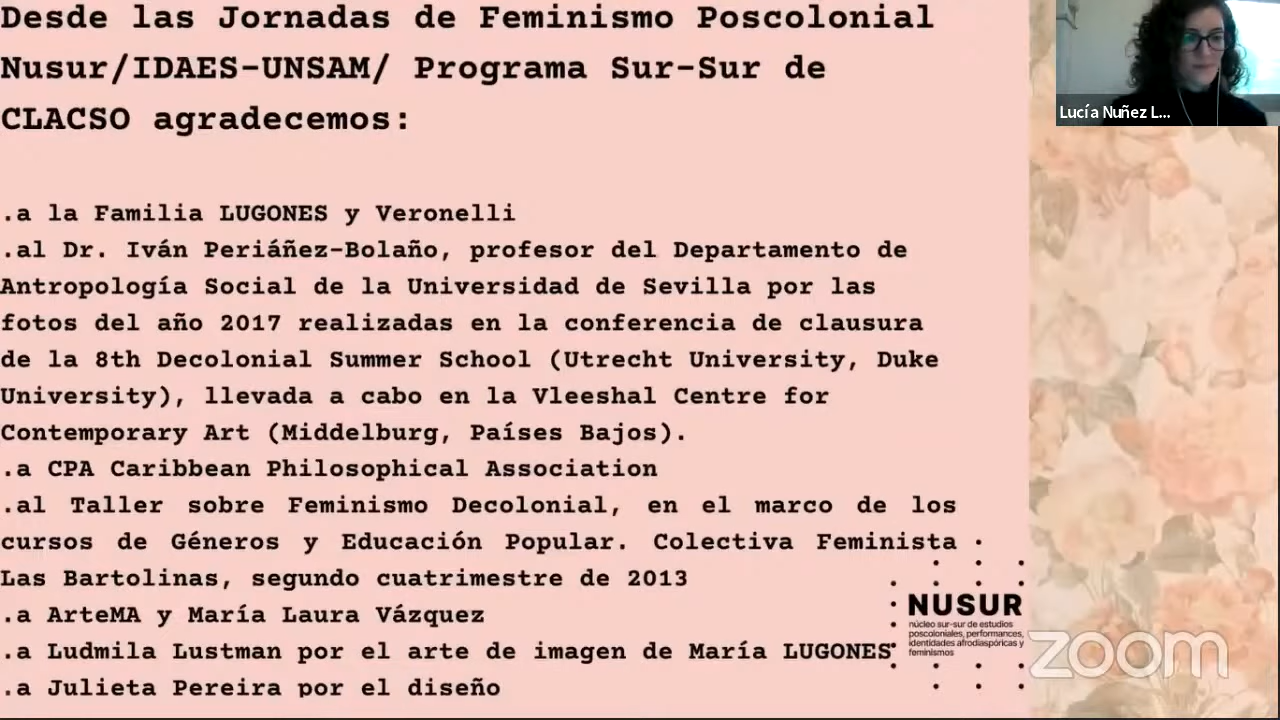 Desde las Jornadas de Feminismo Poscolonial
Nusur/IDAES-UNSAM/ Programa Sur-Sur de
CLACSO agradecemos:
.a la Familia LUGONES y Veronelli
.al Dr. Iván Periáñez-Bolaño, profesor del Departamento de
Antropología Social de la Universidad de Sevilla por las
fotos del año 2017 realizadas en la conferencia de clausura
de la 8th Decolonial Summer School (Utrecht University, Duke
University), llevada a cabo en la Vleeshal Centre for
Contemporary Art (Middelburg, Países Bajos).
.a CPA Caribbean Philosophical Association
.al Taller sobre Feminismo Decolonial, en el marco de los
cursos de Géneros y Educación Popular. Colectiva Feminista
Las Bartolinas, segundo cuatrimestre de 2013
.a ArteMA y María Laura Vázquez
.a Ludmila Lustman por el arte de imagen de María LUGONES
.a Julieta Pereira por el diseño
NUSUR
núcleo sur-sur de estudios
poscoloniales, performances,
identidades afrodiaspóricas y
feminismos
Lucía Nuñez L...
zoom